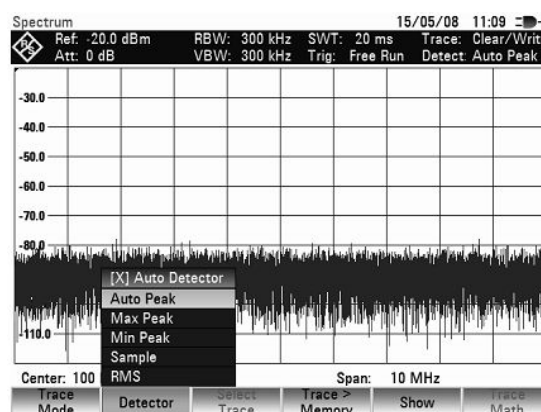 Spectrum 15/05/08 11:09
Ref: -20.0 dBm RBW: 300 kHz SWT: 20 ms Trace: Clear/Writ
Att: 0 dB VBW: 300 kHz Trig: Free Run Detect: Auto Peak
-30.0
-40.0
-50.0
-60.0
-70.0
-80.0
[X] Auto Detector
Auto Peak
Max Peak
Min Peak
-110.0
Sample
RMS
Center: 100 Span: 10 MHz
Trace Mode
Detector
Select Trace
Trace > Memory
Show
Trace Math